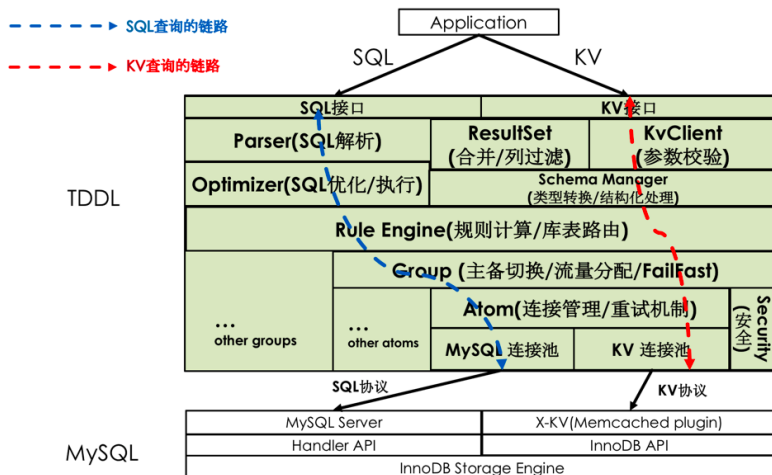 Application
SQL查询的链路
KV查询的链路
SQL
KV
SQL接口
KV接口
Parser(SQL解析)
ResultSet
(合并/列过滤)
KvClient
(参数校验)
TDDL
Optimizer(SQL优化/执行)
Schema Manager
(类型转换/结构化处理)
Rule Engine(规则计算/库表路由)
Group (主备切换/流量分配/FailFast)
...
other groups
...
other atoms
Atom(连接管理/重试机制)
Security
(安全)
MySQL 连接池
KV 连接池
SQL协议
KV协议
MySQL
MySQL Server
X-KV(Memcached plugin)
Handler API
InnoDB API
InnoDB Storage Engine